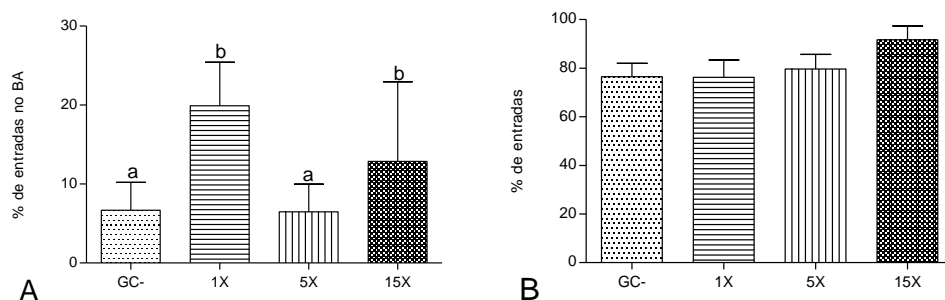 % de entradas no BA
30
20
10
0
a
b
a
b
GC-
1X
5X
15X
A
% de entradas
100
80
60
40
20
0
GC-
1X
5X
15X
B